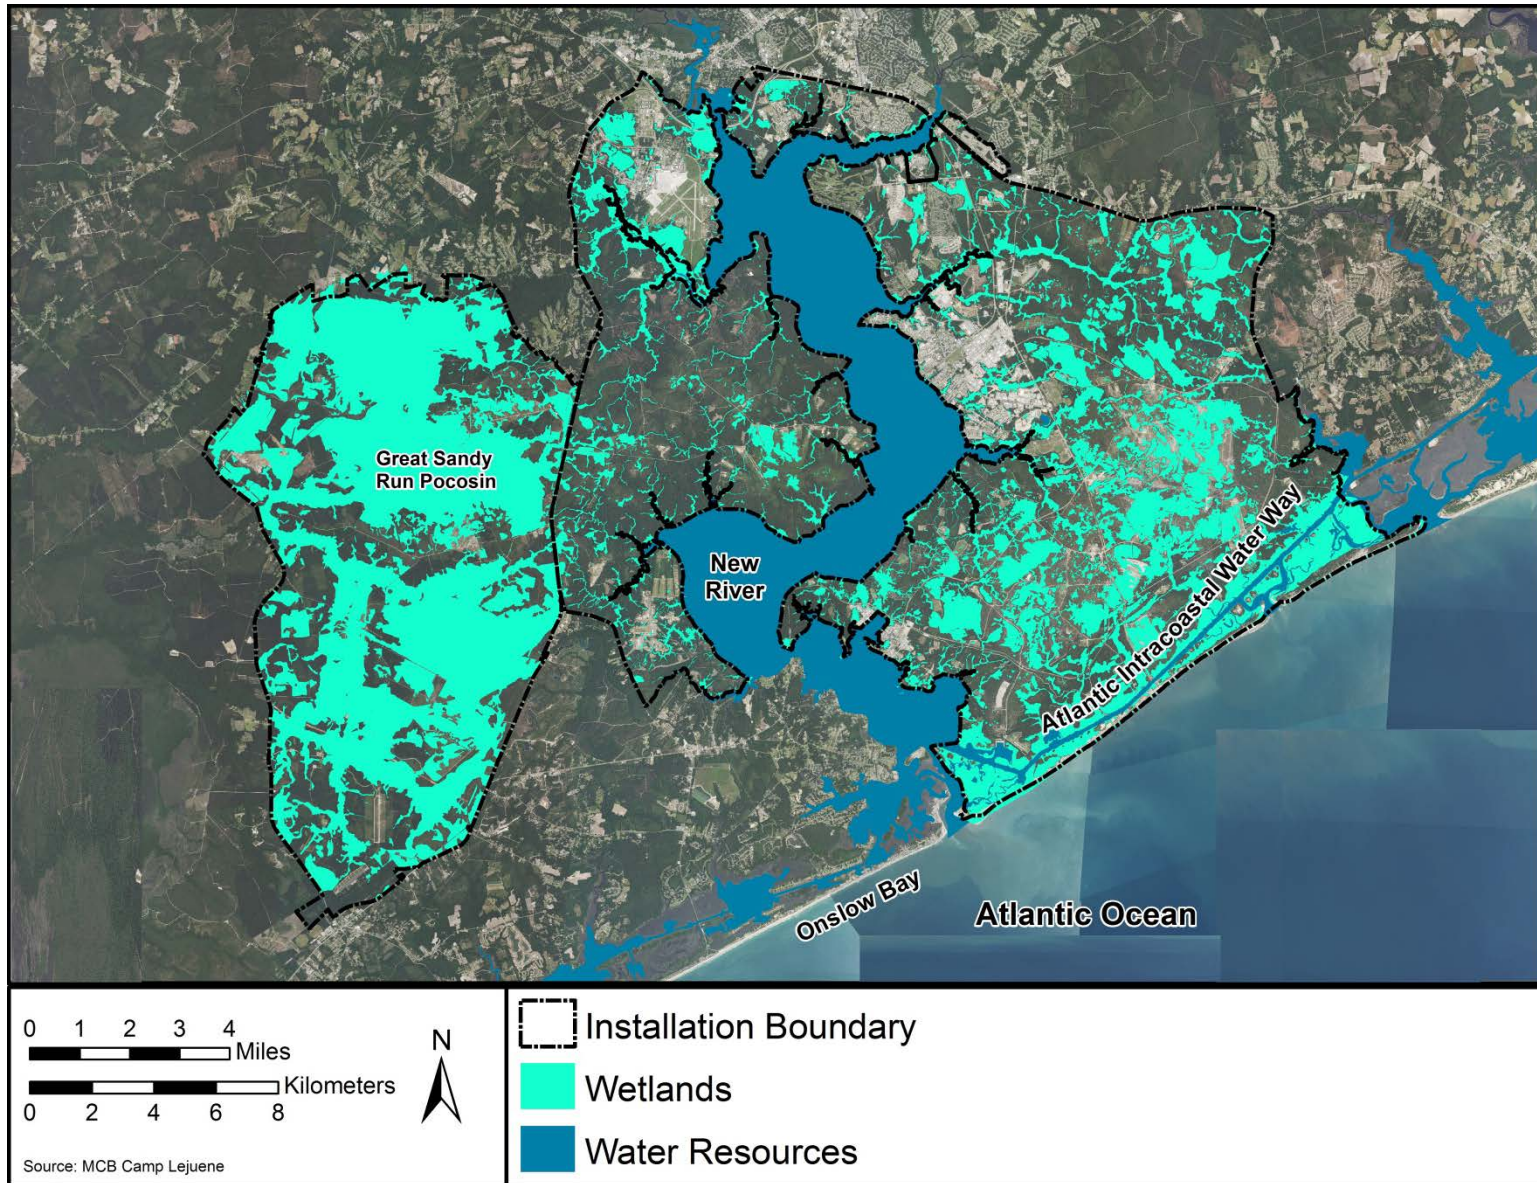 Great Sandy
Run Pocosin
New
River
Atlantic Intracoastal Water Way
Onslow Bay
Atlantic Ocean
0 1 2 3 4
Miles
Kilometers
0 2 4 6 8
N
Source: MCB Camp Lejuene
Installation Boundary
Wetlands
Water Resources